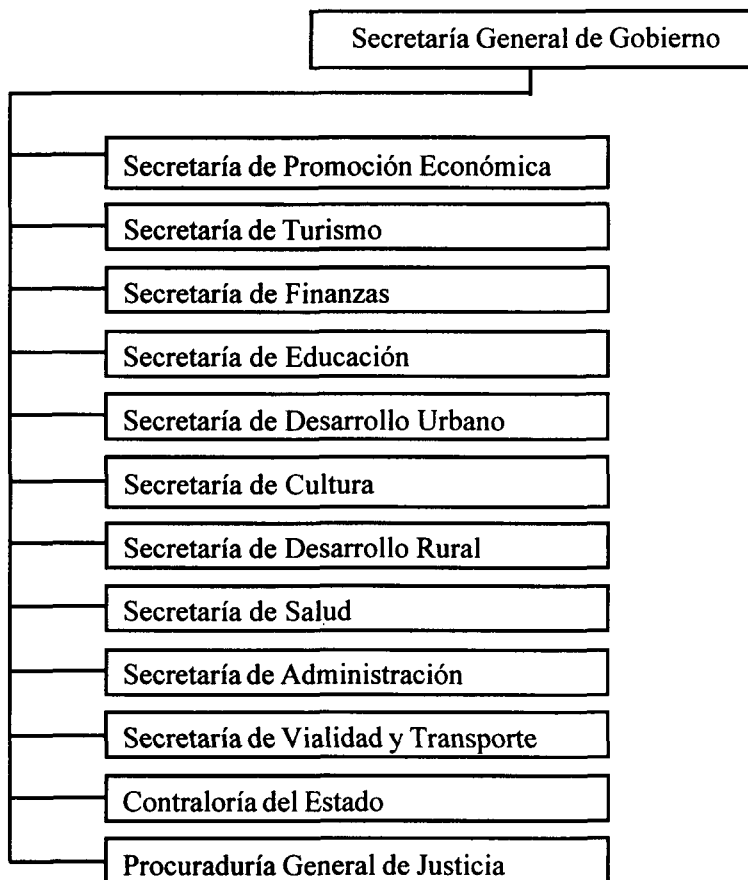 Secretaría General de Gobierno
Secretaría de Promoción Económica
Secretaría de Turismo
Secretaría de Finanzas
Secretaría de Educación
Secretaría de Desarrollo Urbano
Secretaría de Cultura
Secretaría de Desarrollo Rural
Secretaría de Salud
Secretaría de Administración
Secretaría de Vialidad y Transporte
Contraloría del Estado
Procuraduría General de Justicia